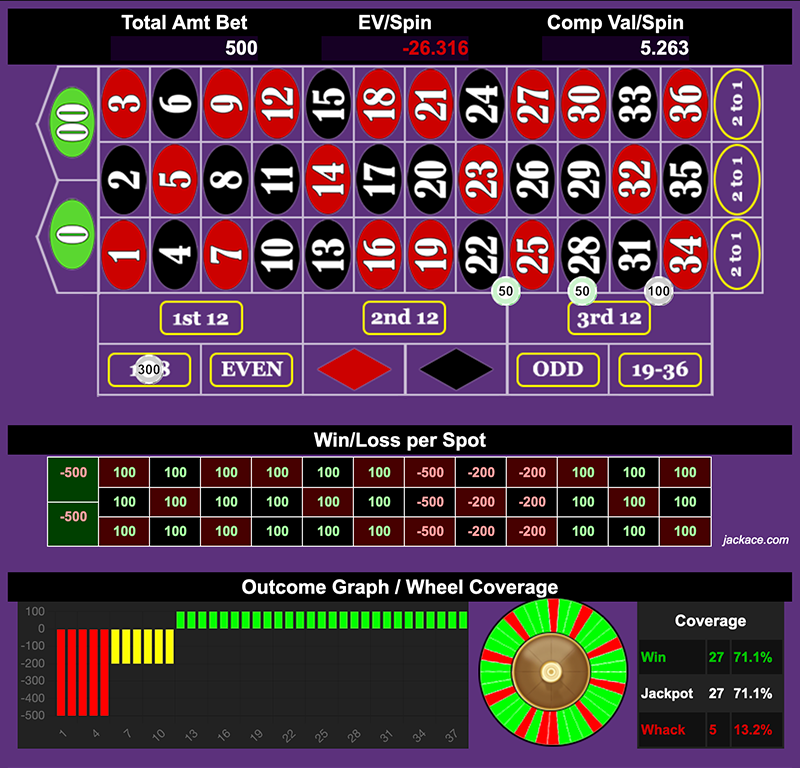 Total Amt Bet EV/Spin Comp Val/Spin
500 -26.316 5.263
00 3 6 9 12 15 18 21 24 27 30 33 36 2 to 1
2 5 8 11 14 17 20 23 26 29 32 35 2 to 1
0 1 4 7 10 13 16 19 22 25 28 31 34 2 to 1
50 50 100
1st 12 2nd 12 3rd 12
300 EVEN ODD 19-36
Win/Loss per Spot
-500 100 100 100 100 100 100 -500 -200 -200 100 100 100
100 100 100 100 100 100 -500 -200 -200 100 100 100
-500 100 100 100 100 100 100 -500 -200 -200 100 100 100
jackace.com
Outcome Graph / Wheel Coverage
100
0
-100
-200
-300
-400
-500
1 4 7 10 13 16 19 22 25 28 31 34 37
Coverage
Win 27 71.1%
Jackpot 27 71.1%
Whack 5 13.2%